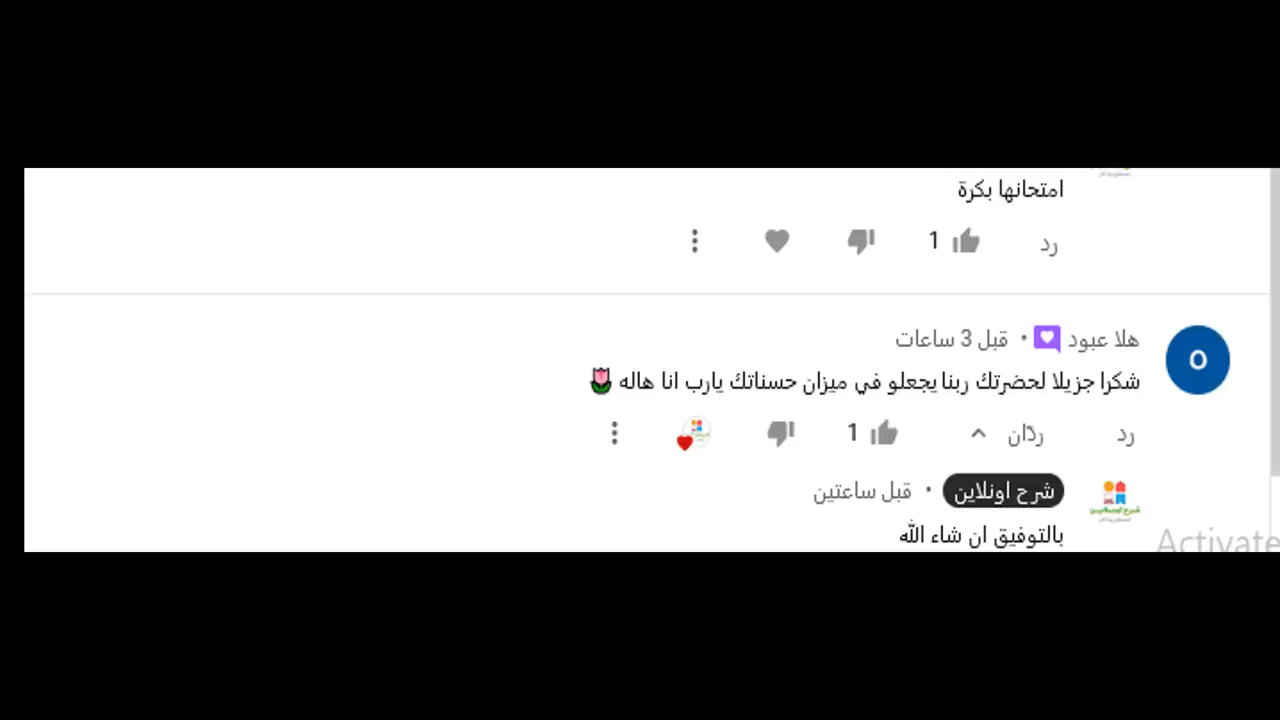 امتحانها بكرة
رد 1
هلا عبود • قبل 3 ساعات
شكرا جزيلا لحضرتك ربنا يجعلو في ميزان حسناتك يارب انا هاله 🌷
رد ردّان 1
شرح اونلاين • قبل ساعتين
بالتوفيق ان شاء الله
O
Activate